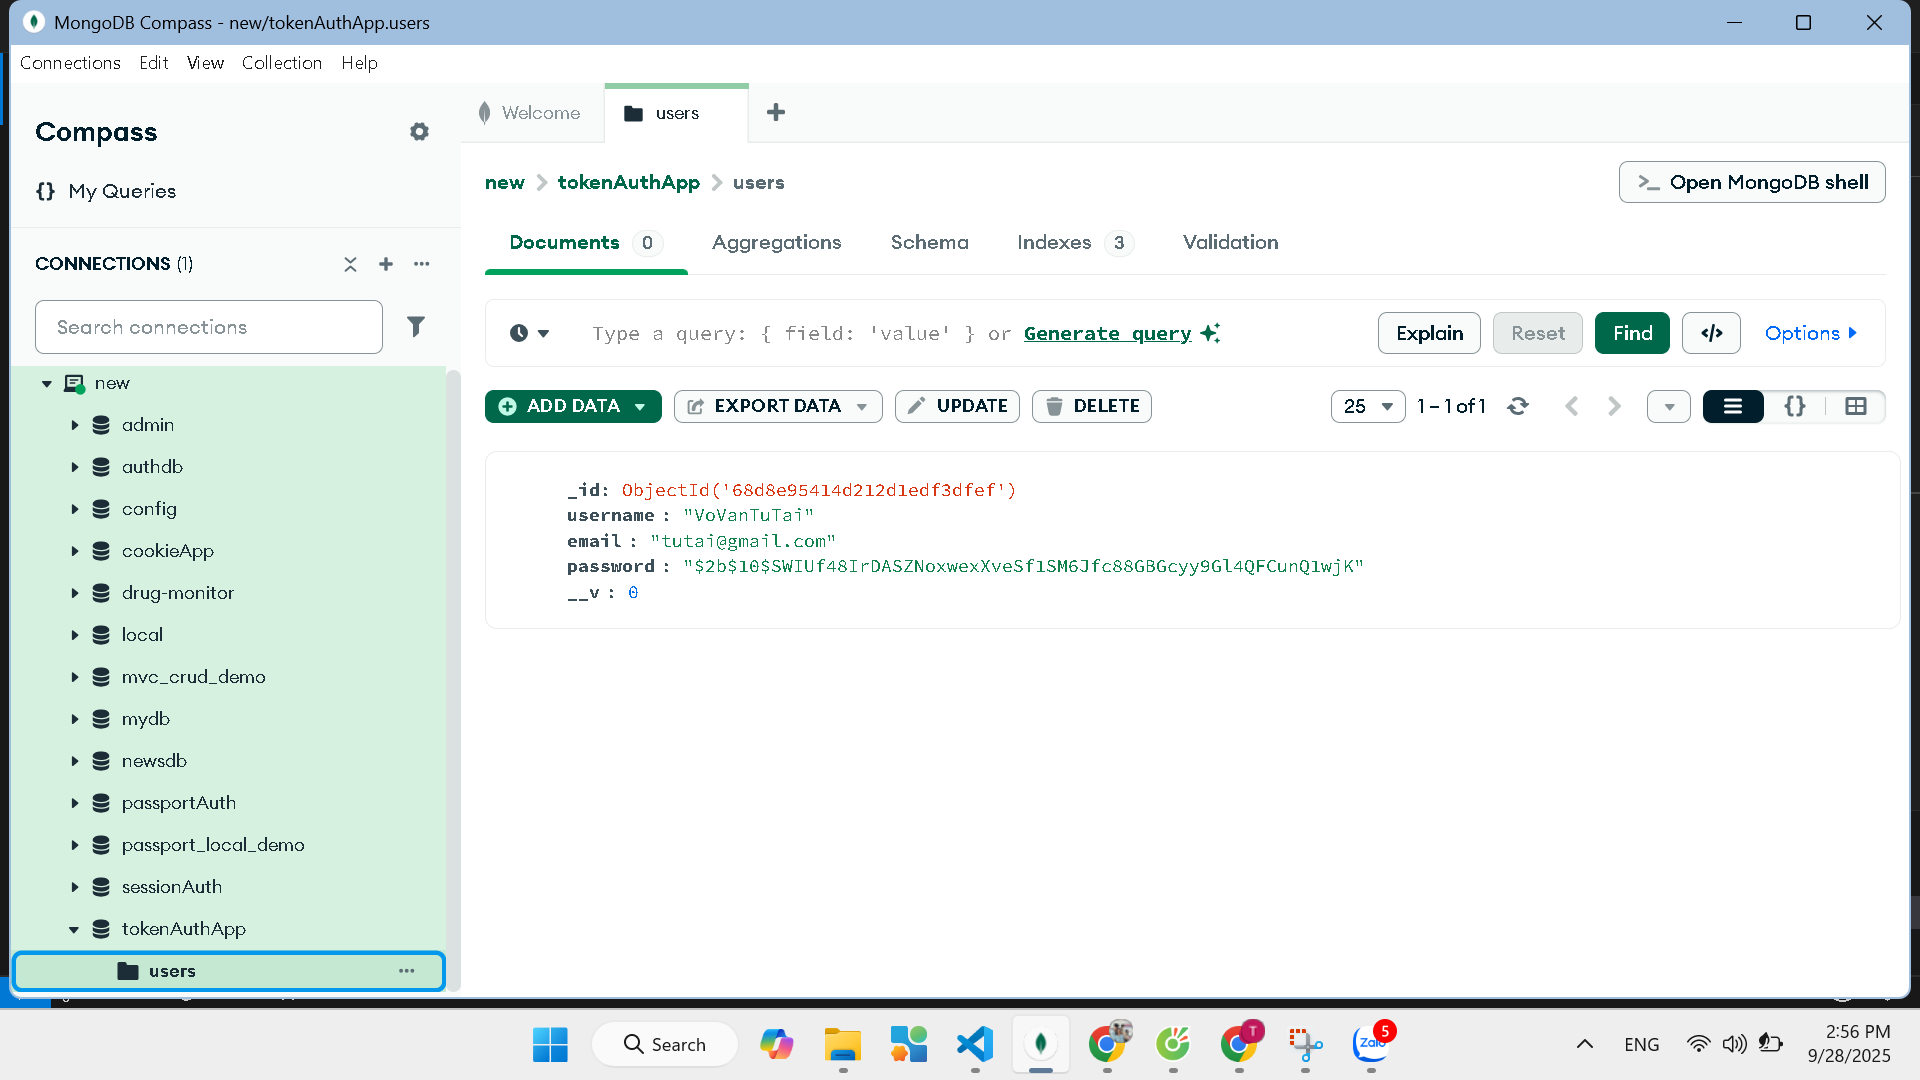 MongoDB Compass - new/tokenAuthApp.users
Connections Edit View Collection Help
Compass
{} My Queries
CONNECTIONS (1)
Search connections
new
admin
authdb
config
cookieApp
drug-monitor
local
mvc_crud_demo
mydb
newsdb
passportAuth
passport_local_demo
sessionAuth
tokenAuthApp
users
Welcome
users
new > tokenAuthApp > users
>_ Open MongoDB shell
Documents 0 Aggregations Schema Indexes 3 Validation
Type a query: { field: 'value' } or Generate query
Explain Reset Find </> Options
ADD DATA EXPORT DATA UPDATE DELETE
25 1 – 1 of 1 {}
_id: ObjectId('68d8e95414d212d1edf3dfef')
username : "VoVanTuTai"
email : "tutai@gmail.com"
password : "$2b$10$SWIUf48IrDASZNoxwexXveSf1SM6Jfc88GBGcyy9Gl4QFCunQ1wjK"
__v : 0
Search
T
Zalo 5
ENG
2:56 PM
9/28/2025